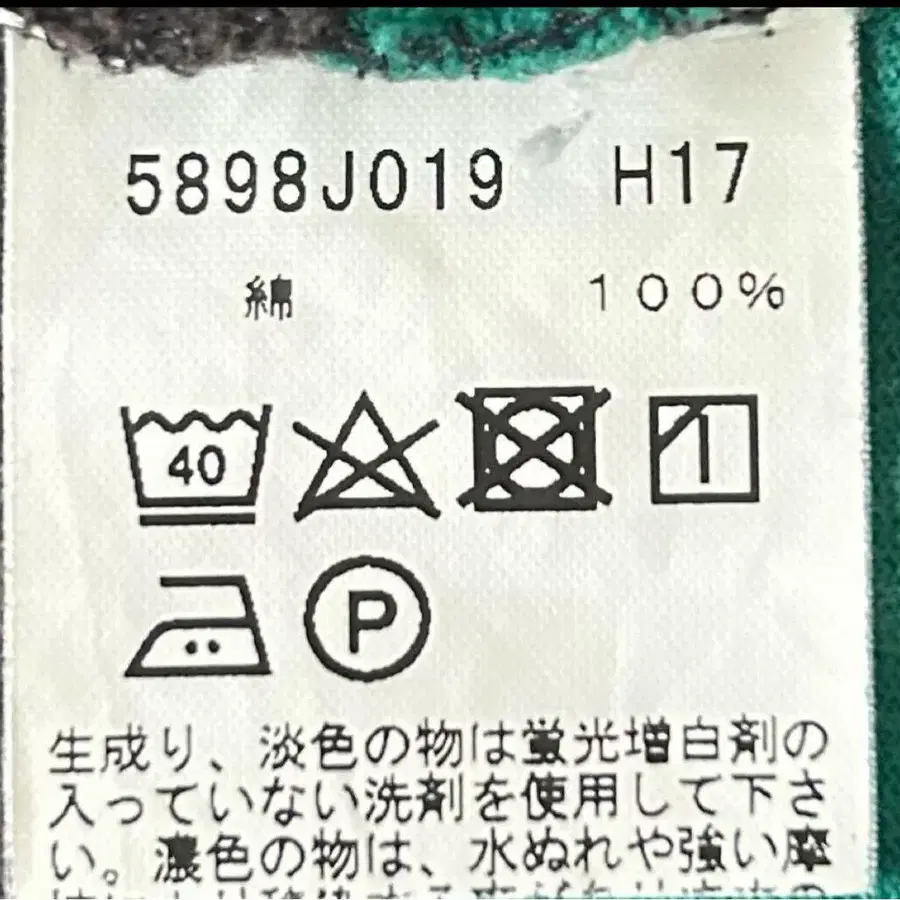 5898J019 H17
綿 100%
40
P
生成り、淡色の物は蛍光増白剤の
入っていない洗剤を使用して下さ
い。濃色の物は、水ぬれや強い摩